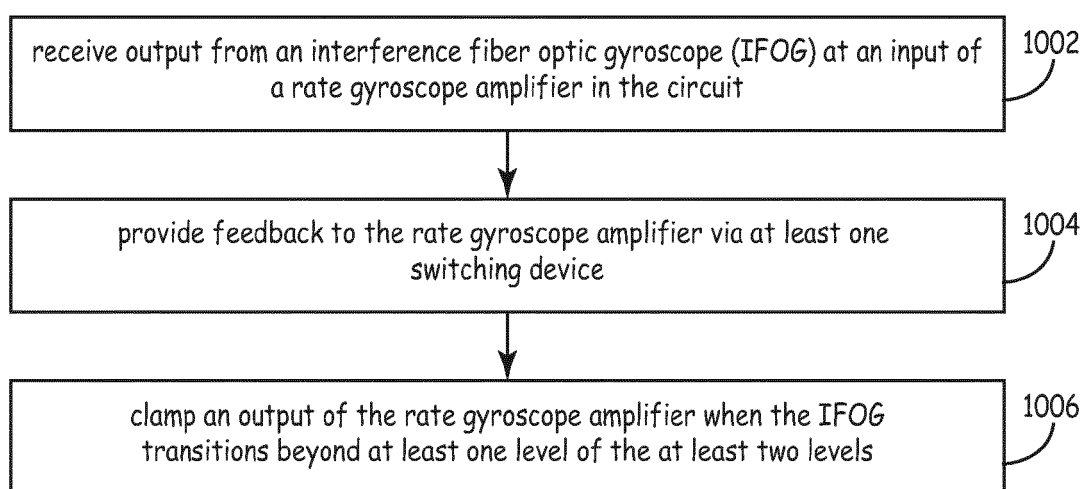 receive output from an interference fiber optic gyroscope (IFOG) at an input of
a rate gyroscope amplifier in the circuit
1002
provide feedback to the rate gyroscope amplifier via at least one
switching device
1004
clamp an output of the rate gyroscope amplifier when the IFOG
transitions beyond at least one level of the at least two levels
1006